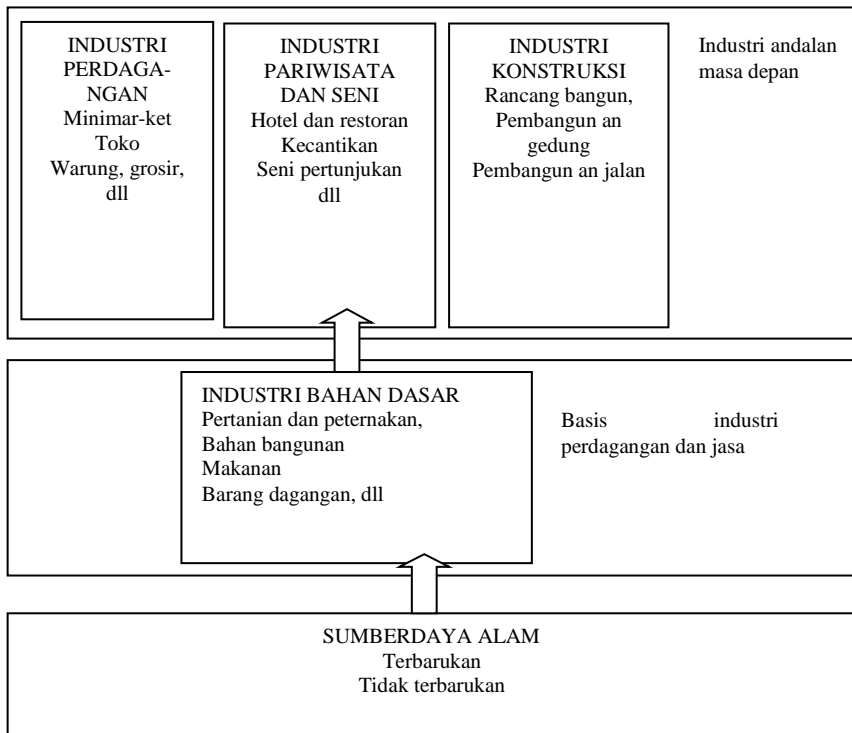 INDUSTRI
PERDAGA-
NGAN
Minimar-ket
Toko
Warung, grosir,
dll
INDUSTRI
PARIWISATA
DAN SENI
Hotel dan restoran
Kecantikan
Seni pertunjukan
dll
INDUSTRI
KONSTRUKSI
Rancang bangun,
Pembangun an
gedung
Pembangun an jalan
Industri andalan
masa depan
INDUSTRI BAHAN DASAR
Pertanian dan peternakan,
Bahan bangunan
Makanan
Barang dagangan, dll
Basis industri
perdagangan dan jasa
SUMBERDAYA ALAM
Terbarukan
Tidak terbarukan